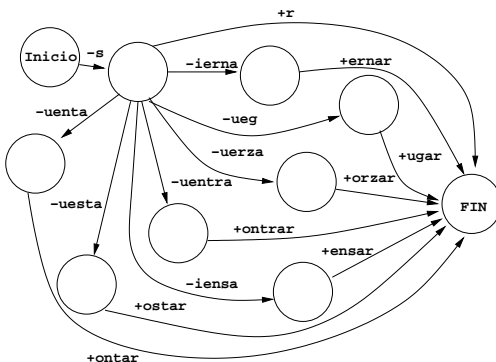 +r
Inicio
-s
-ierna
+ernar
-uenta
-ueg
-uerza
+ugar
-uentra
+orzar
-uesta
FIN
+ontrar
+ensar
-iensa
+ostar
+ontar